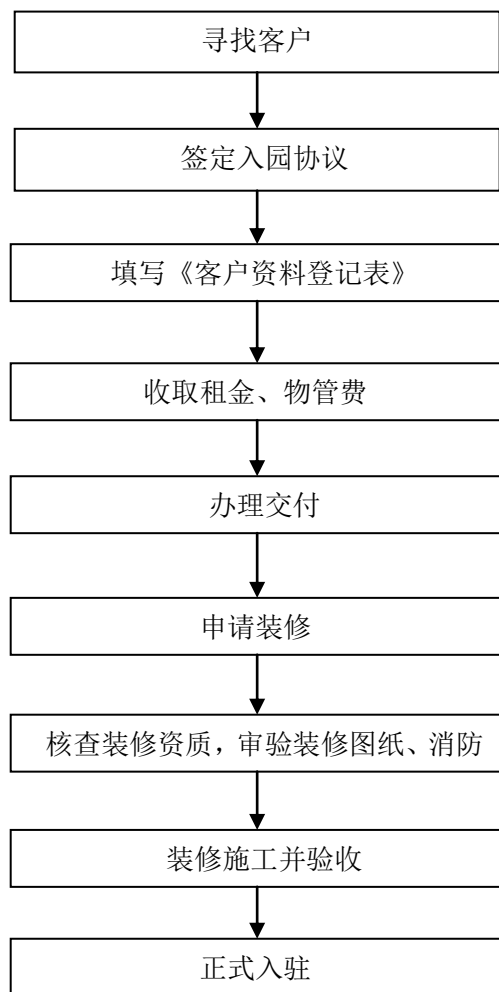 寻找客户
签定入园协议
填写《客户资料登记表》
收取租金、物管费
办理交付
申请装修
核查装修资质，审验装修图纸、消防
装修施工并验收
正式入驻